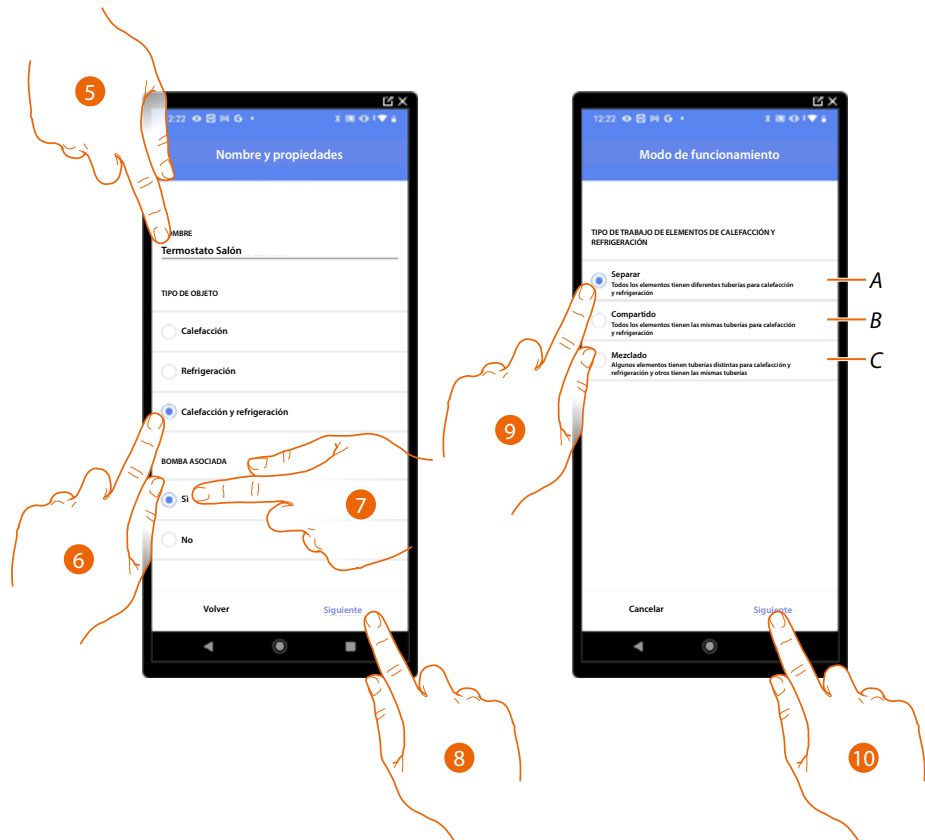 5
2:22 G
Nombre y propiedades
OMBRE
Termostato Salón
TIPO DE OBJETO
Calefacción
Refrigeración
Calefacción y refrigeración
BOMBA ASOCIADA
Sì
No
Volver
Siguiente
6
7
8
12:22 G
Modo de funcionamiento
TIPO DE TRABAJO DE ELEMENTOS DE CALEFACCIÓN Y
REFRIGERACIÓN
Separar
Todos los elementos tienen diferentes tuberías para calefacción
y refrigeración
A
Compartido
Todos los elementos tienen las mismas tuberías para calefacción
y refrigeración
B
Mezclado
Algunos elementos tienen tuberías distintas para calefacción y
refrigeración y otros tienen las mismas tuberías
C
9
Cancelar
Siguiente
10